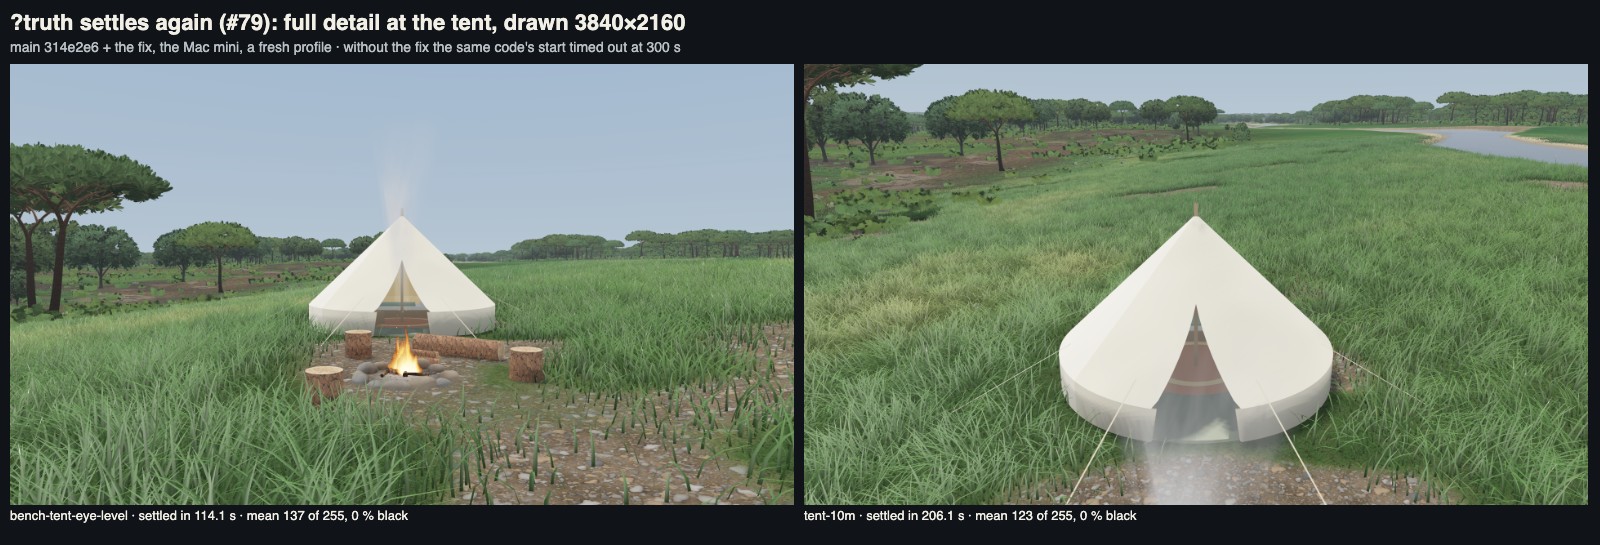 ?truth settles again (#79): full detail at the tent, drawn 3840×2160
main 314e2e6 + the fix, the Mac mini, a fresh profile · without the fix the same code's start timed out at 300 s
bench-tent-eye-level · settled in 114.1 s · mean 137 of 255, 0 % black
tent-10m · settled in 206.1 s · mean 123 of 255, 0 % black